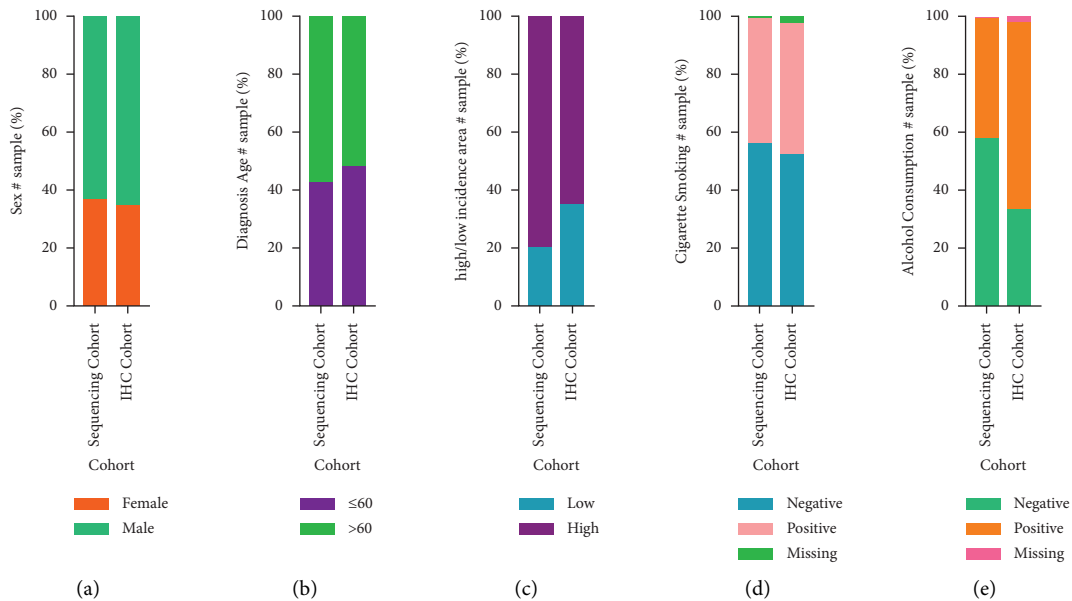 Sex # sample (%)
100
80
60
40
20
0
Sequencing Cohort
IHC Cohort
Cohort
Female
Male
(a)
Diagnosis Age # sample (%)
100
80
60
40
20
0
Sequencing Cohort
IHC Cohort
Cohort
≤60
>60
(b)
high/low incidence area # sample (%)
100
80
60
40
20
0
Sequencing Cohort
IHC Cohort
Cohort
Low
High
(c)
Cigarette Smoking # sample (%)
100
80
60
40
20
0
Sequencing Cohort
IHC Cohort
Cohort
Negative
Positive
Missing
(d)
Alcohol Consumption # sample (%)
100
80
60
40
20
0
Sequencing Cohort
IHC Cohort
Cohort
Negative
Positive
Missing
(e)